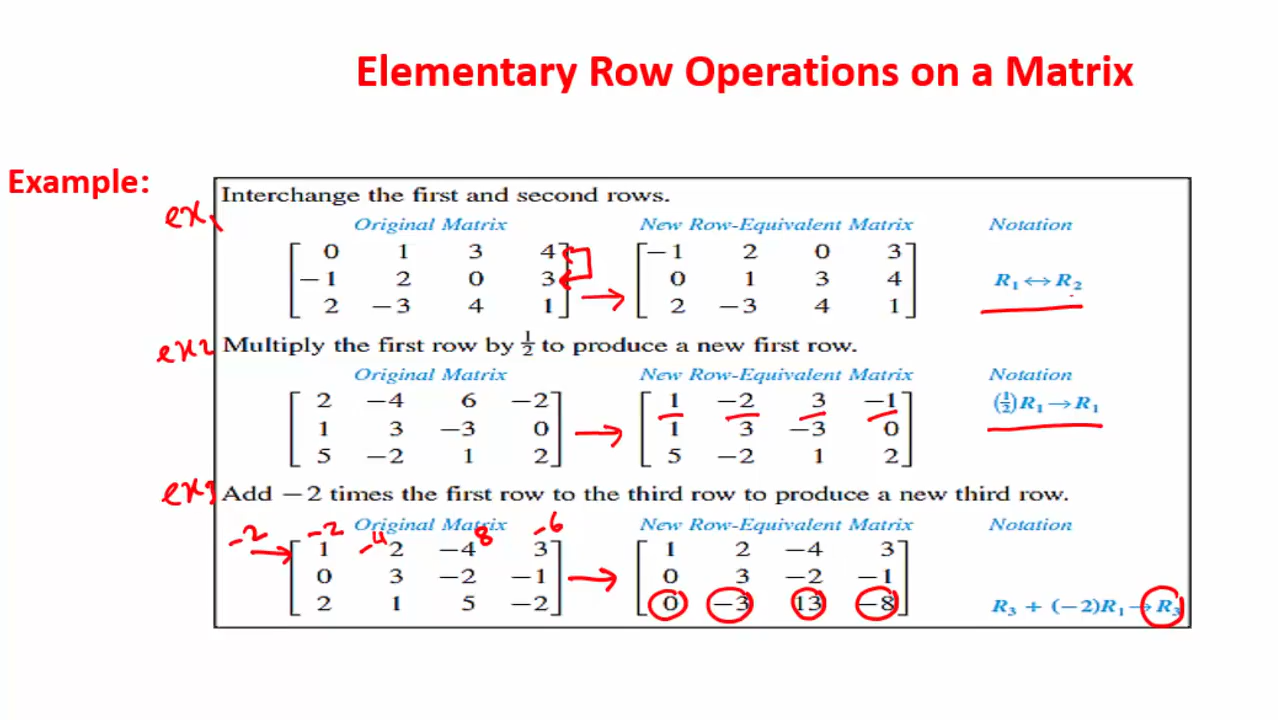 Elementary Row Operations on a Matrix
Example:
ex1
Interchange the first and second rows.
Original Matrix New Row-Equivalent Matrix Notation
0 1 3 4 −1 2 0 3
−1 2 0 3 0 1 3 4 R₁ ↔ R₂
2 −3 4 1 2 −3 4 1
ex2 Multiply the first row by ½ to produce a new first row.
Original Matrix New Row-Equivalent Matrix Notation
2 −4 6 −2 1 −2 3 −1 (½)R₁ → R₁
1 3 −3 0 1 3 −3 0
5 −2 1 2 5 −2 1 2
ex3 Add −2 times the first row to the third row to produce a new third row.
Original Matrix New Row-Equivalent Matrix Notation
-2 -2 -4 8 -6
1 2 −4 3 1 2 −4 3
0 3 −2 −1 0 3 −2 −1
2 1 5 −2 0 −3 13 −8 R₃ + (−2)R₁ → R₃